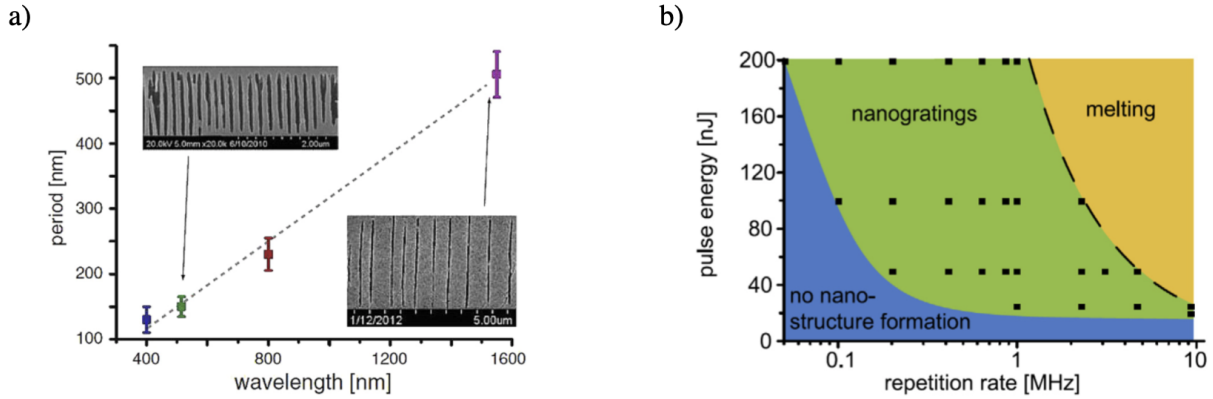 a)
500
400
300
200
100
period [nm]
20.0kV 5.0mm x20.0k 6/10/2010 2.00um
1/12/2012 5.00um
400 800 1200 1600
wavelength [nm]
b)
200
160
120
80
40
0
pulse energy [nJ]
nanogratings
melting
no nano-
structure formation
0.1 1 10
repetition rate [MHz]